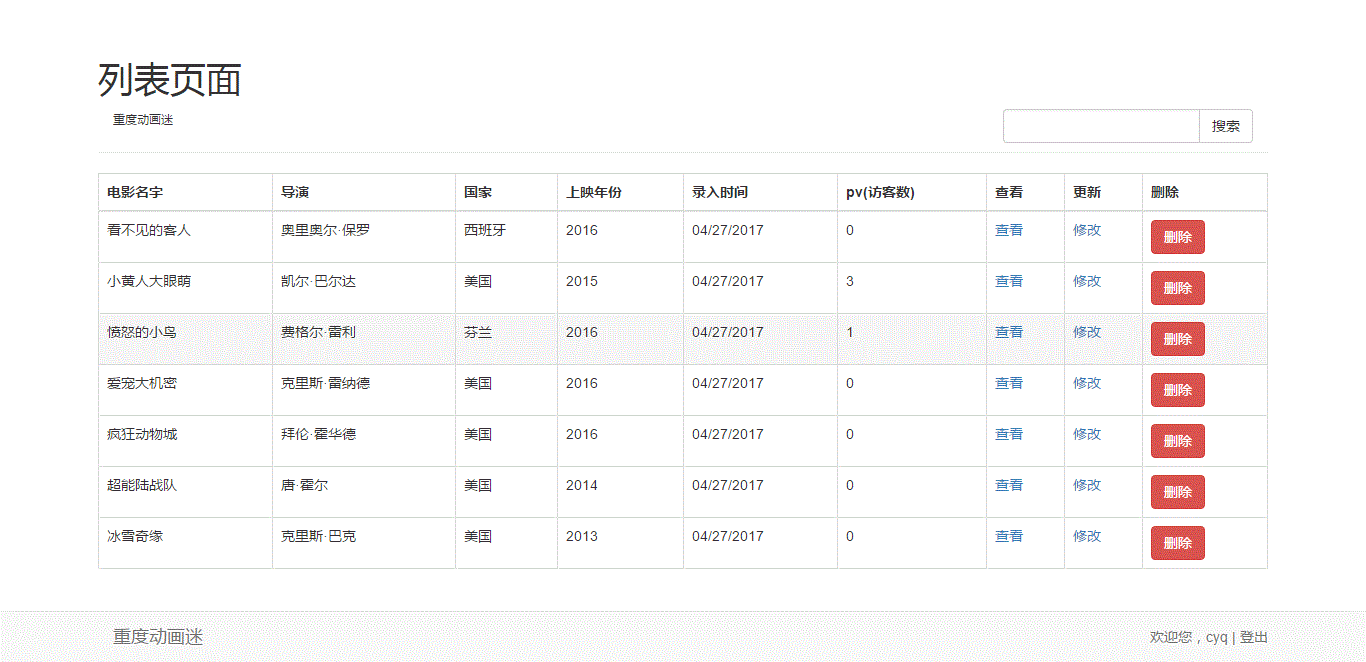 列表页面
重度动画迷
搜索
电影名字 导演 国家 上映年份 录入时间 pv(访客数) 查看 更新 删除
看不见的客人 奥里奥尔·保罗 西班牙 2016 04/27/2017 0 查看 修改 删除
小黄人大眼萌 凯尔·巴尔达 美国 2015 04/27/2017 3 查看 修改 删除
愤怒的小鸟 费格尔·雷利 芬兰 2016 04/27/2017 1 查看 修改 删除
爱宠大机密 克里斯·雷纳德 美国 2016 04/27/2017 0 查看 修改 删除
疯狂动物城 拜伦·霍华德 美国 2016 04/27/2017 0 查看 修改 删除
超能陆战队 唐·霍尔 美国 2014 04/27/2017 0 查看 修改 删除
冰雪奇缘 克里斯·巴克 美国 2013 04/27/2017 0 查看 修改 删除
重度动画迷
欢迎您，cyq | 登出